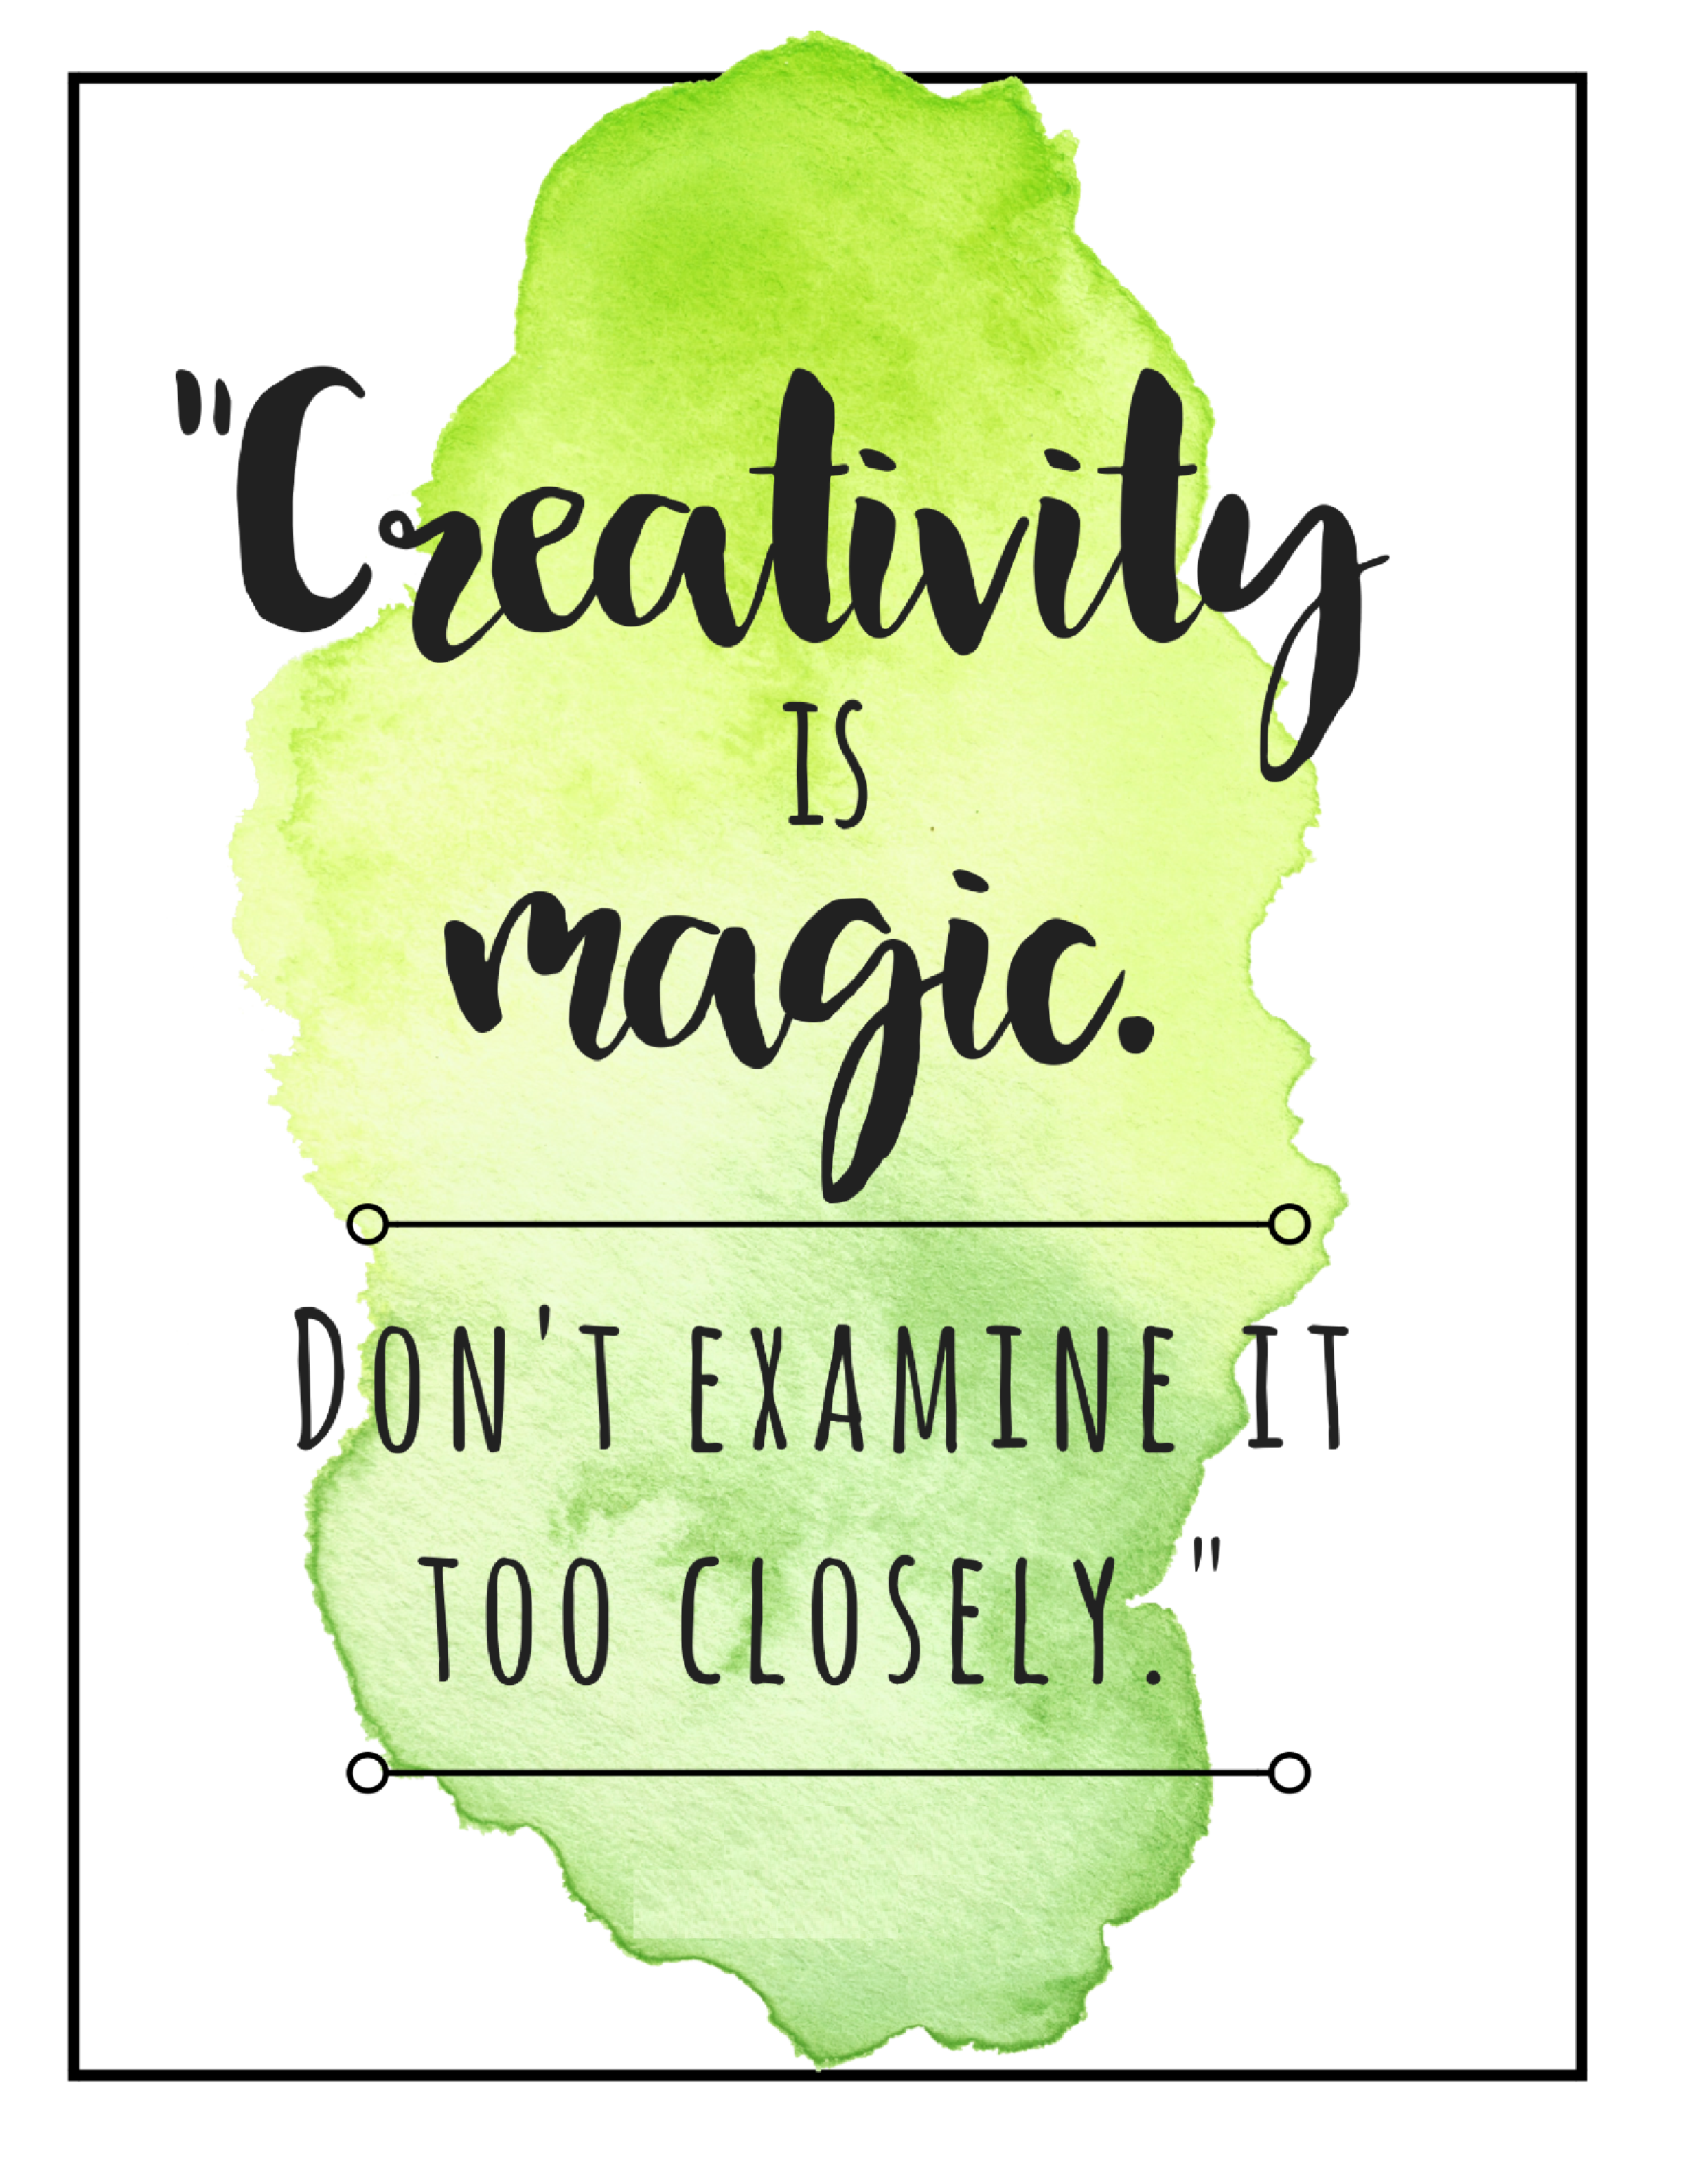 "Creativity
is
magic.
Don't examine it
too closely."